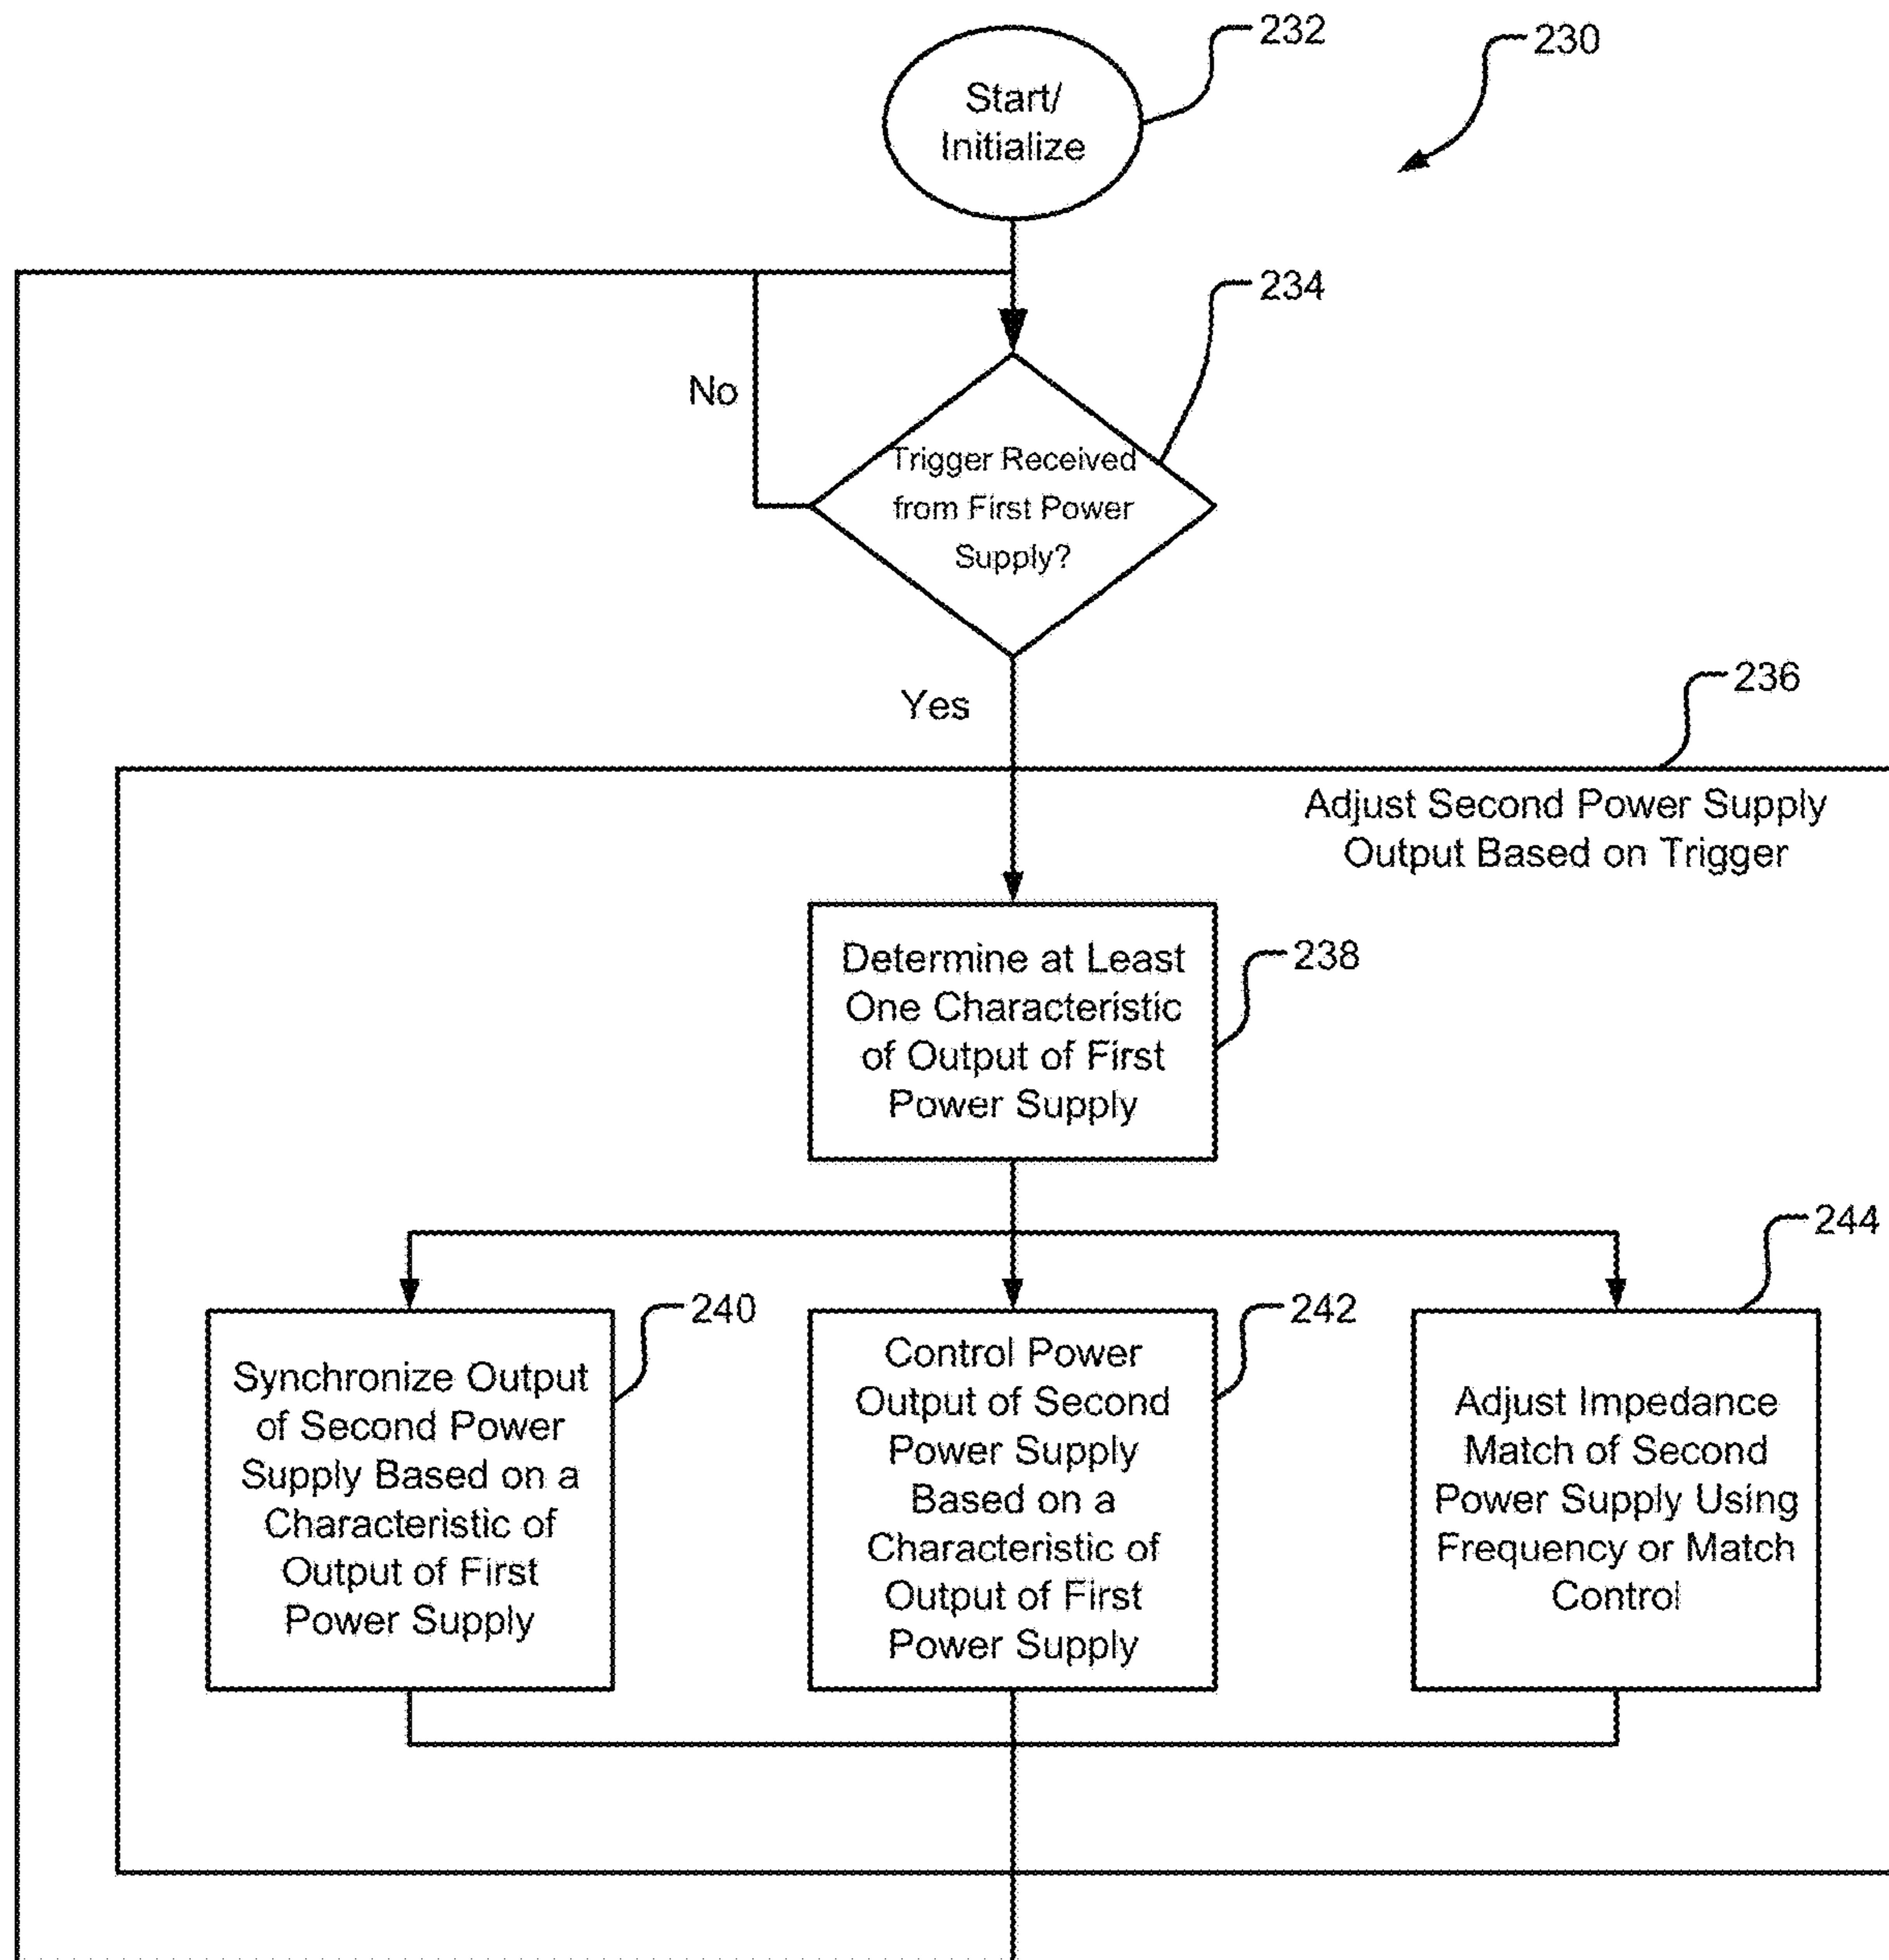 232
230
Start/
Initialize
234
No
Trigger Received
from First Power
Supply?
Yes
236
Adjust Second Power Supply
Output Based on Trigger
238
Determine at Least
One Characteristic
of Output of First
Power Supply
244
240
242
Synchronize Output
of Second Power
Supply Based on a
Characteristic of
Output of First
Power Supply
Control Power
Output of Second
Power Supply
Based on a
Characteristic of
Output of First
Power Supply
Adjust Impedance
Match of Second
Power Supply Using
Frequency or Match
Control